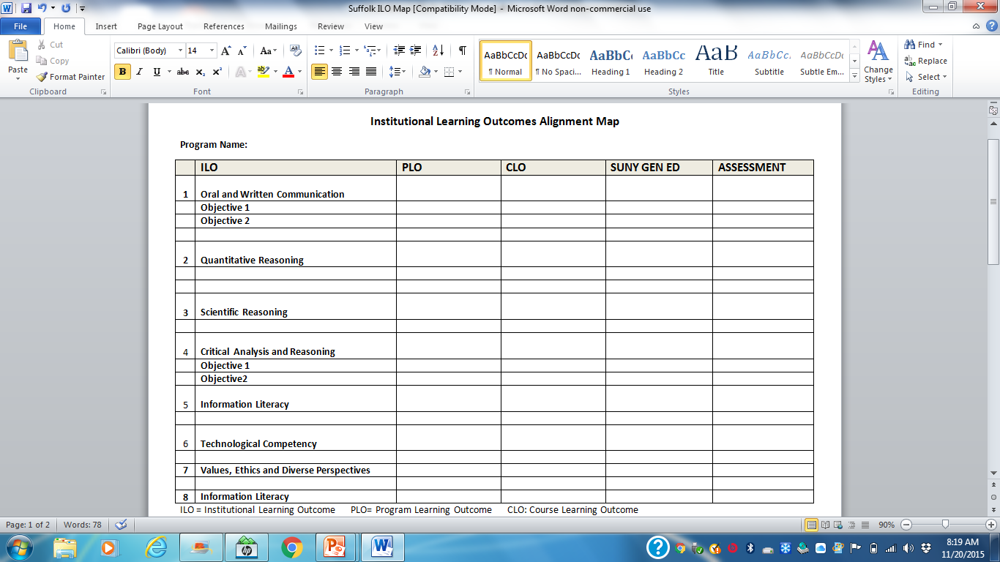 Suffolk ILO Map [Compatibility Mode] - Microsoft Word non-commercial use
File Home Insert Page Layout References Mailings Review View
Paste
Cut
Copy
Format Painter
Clipboard
Calibri (Body) 14
Aa
B I U abc x₂ x² A ab A
Font
Paragraph
AaBbCcDc AaBbCcDc AaBbCc AaBbCc AaB AaBbCc. AaBbCcDc
¶ Normal ¶ No Spaci... Heading 1 Heading 2 Title Subtitle Subtle Em...
Styles
Change
Styles
Find
Replace
Select
Editing
Institutional Learning Outcomes Alignment Map
Program Name:
ILO PLO CLO SUNY GEN ED ASSESSMENT
1 Oral and Written Communication
Objective 1
Objective 2
2 Quantitative Reasoning
3 Scientific Reasoning
4 Critical Analysis and Reasoning
Objective 1
Objective2
5 Information Literacy
6 Technological Competency
7 Values, Ethics and Diverse Perspectives
8 Information Literacy
ILO = Institutional Learning Outcome PLO= Program Learning Outcome CLO: Course Learning Outcome
Page: 1 of 2 Words: 78 90%
8:19 AM
11/20/2015